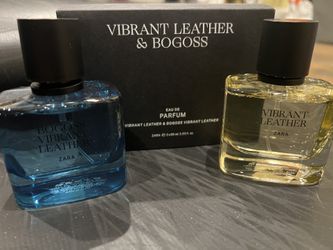 VIBRANT LEATHER
& BOGOSS
EAU DE
PARFUM
VIBRANT LEATHER & BOGOSS VIBRANT LEATHER
BOGOSS
VIBRANT
LEATHER
ZARA
VIBRANT
LEATHER
ZARA